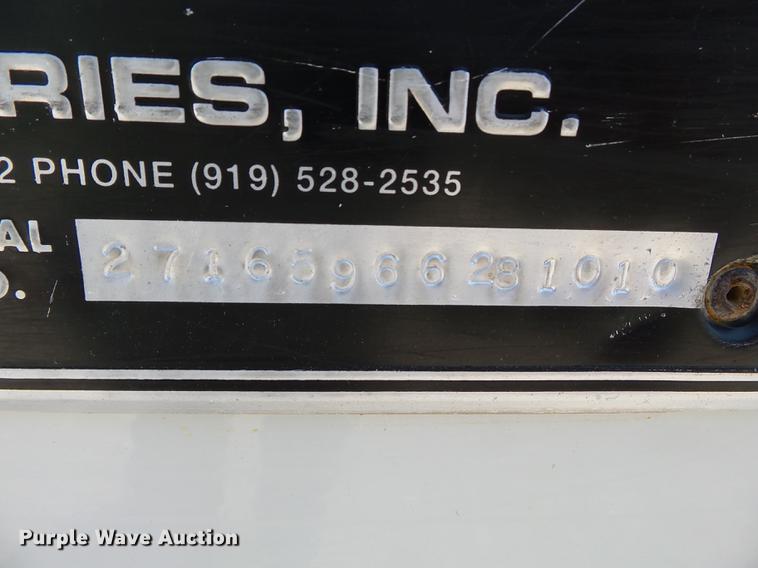 RIES, INC.
2 PHONE (919) 528-2535
AL 27165966281010
O.
Purple Wave Auction